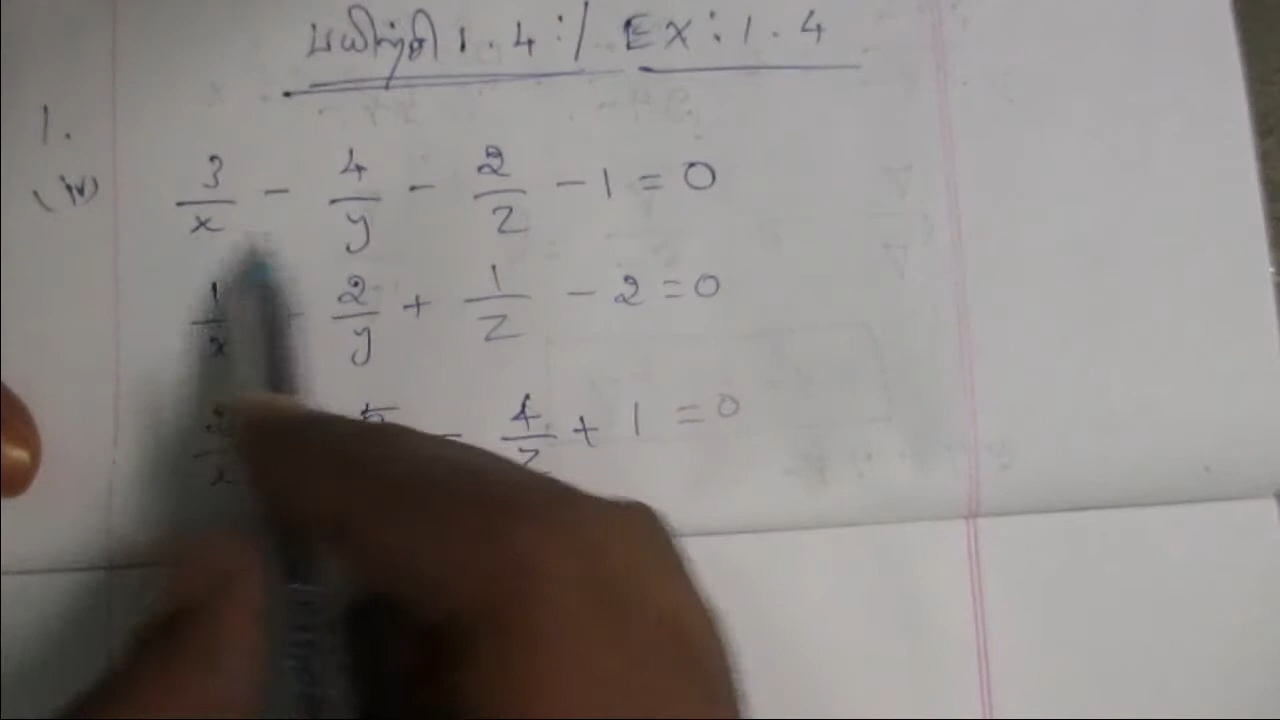 பயிற்சி 1.4 :/ Ex : 1.4
1.
(iv) 3/x - 4/y - 2/z - 1 = 0
1/x 2/y + 1/z - 2 = 0
- 4/z + 1 = 0